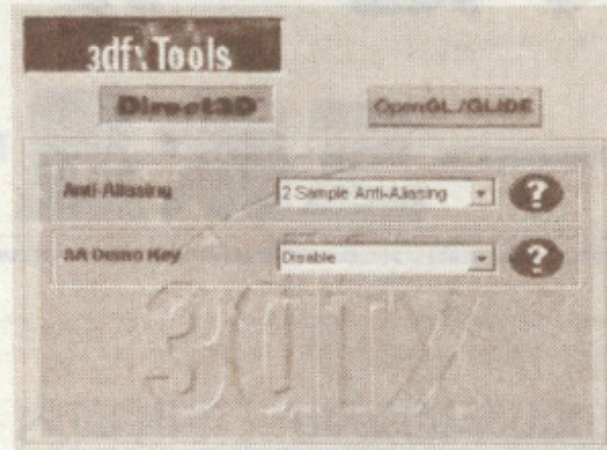 3dfx Tools
Direct3D
OpenGL/GLIDE
Anti-Aliasing
2 Sample Anti-Aliasing
?
AA Demo Key
Disable
?
3dfx